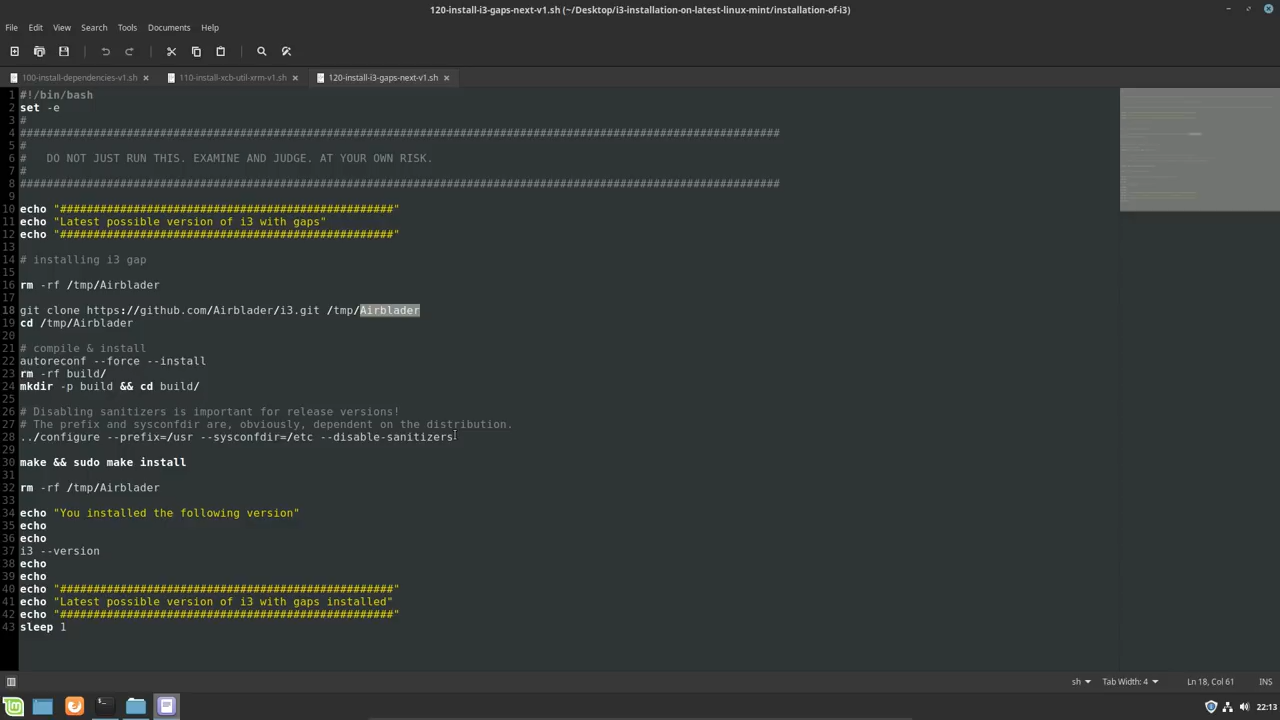 120-install-i3-gaps-next-v1.sh (~/Desktop/i3-installation-on-latest-linux-mint/installation-of-i3)
File Edit View Search Tools Documents Help
100-install-dependencies-v1.sh × 110-install-xcb-util-xrm-v1.sh × 120-install-i3-gaps-next-v1.sh ×
1 #!/bin/bash
2 set -e
3 #
4 ##################################################################################################################
5 #
6 #   DO NOT JUST RUN THIS. EXAMINE AND JUDGE. AT YOUR OWN RISK.
7 #
8 ##################################################################################################################
9
10 echo "##################################################"
11 echo "Latest possible version of i3 with gaps"
12 echo "##################################################"
13
14 # installing i3 gap
15
16 rm -rf /tmp/Airblader
17
18 git clone https://github.com/Airblader/i3.git /tmp/Airblader
19 cd /tmp/Airblader
20
21 # compile & install
22 autoreconf --force --install
23 rm -rf build/
24 mkdir -p build && cd build/
25
26 # Disabling sanitizers is important for release versions!
27 # The prefix and sysconfdir are, obviously, dependent on the distribution.
28 ../configure --prefix=/usr --sysconfdir=/etc --disable-sanitizers
29
30 make && sudo make install
31
32 rm -rf /tmp/Airblader
33
34 echo "You installed the following version"
35 echo
36 echo
37 i3 --version
38 echo
39 echo
40 echo "##################################################"
41 echo "Latest possible version of i3 with gaps installed"
42 echo "##################################################"
43 sleep 1
sh Tab Width: 4 Ln 18, Col 61 INS
22:13